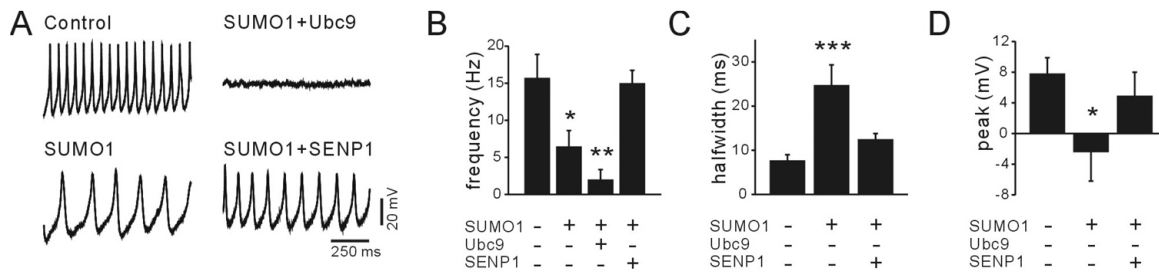 A
Control
SUMO1+Ubc9
SUMO1
SUMO1+SENP1
20 mV
250 ms
B
frequency (Hz)
20
15
10
5
0
*
**
SUMO1 – + + +
Ubc9 – – + –
SENP1 – – – +
C
halfwidth (ms)
30
20
10
0
***
SUMO1 – + +
Ubc9 – – –
SENP1 – – +
D
peak (mV)
12
8
4
0
-4
-8
*
SUMO1 – + +
Ubc9 – – –
SENP1 – – +